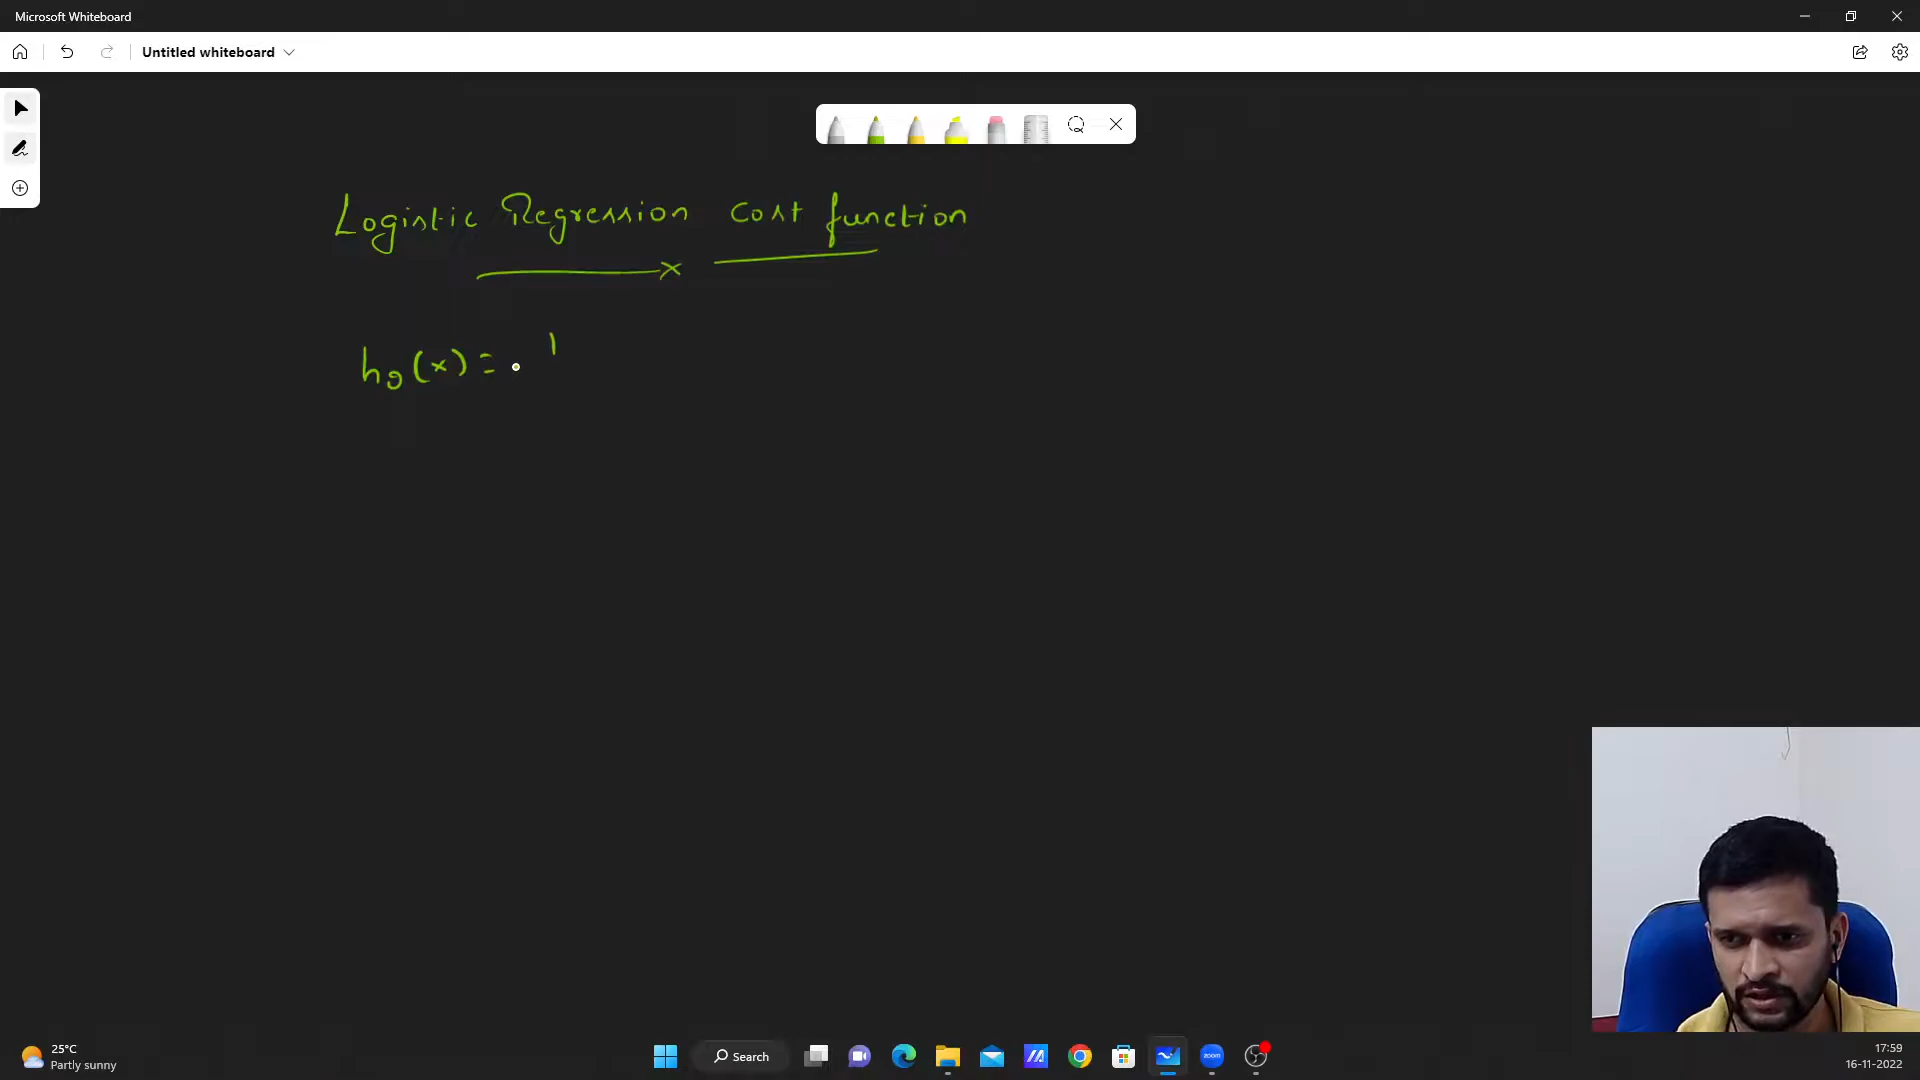 Microsoft Whiteboard
Untitled whiteboard
Logistic Regression Cost function
hθ(x) = 1
25°C
Partly sunny
Search
zoom
17:59
16-11-2022